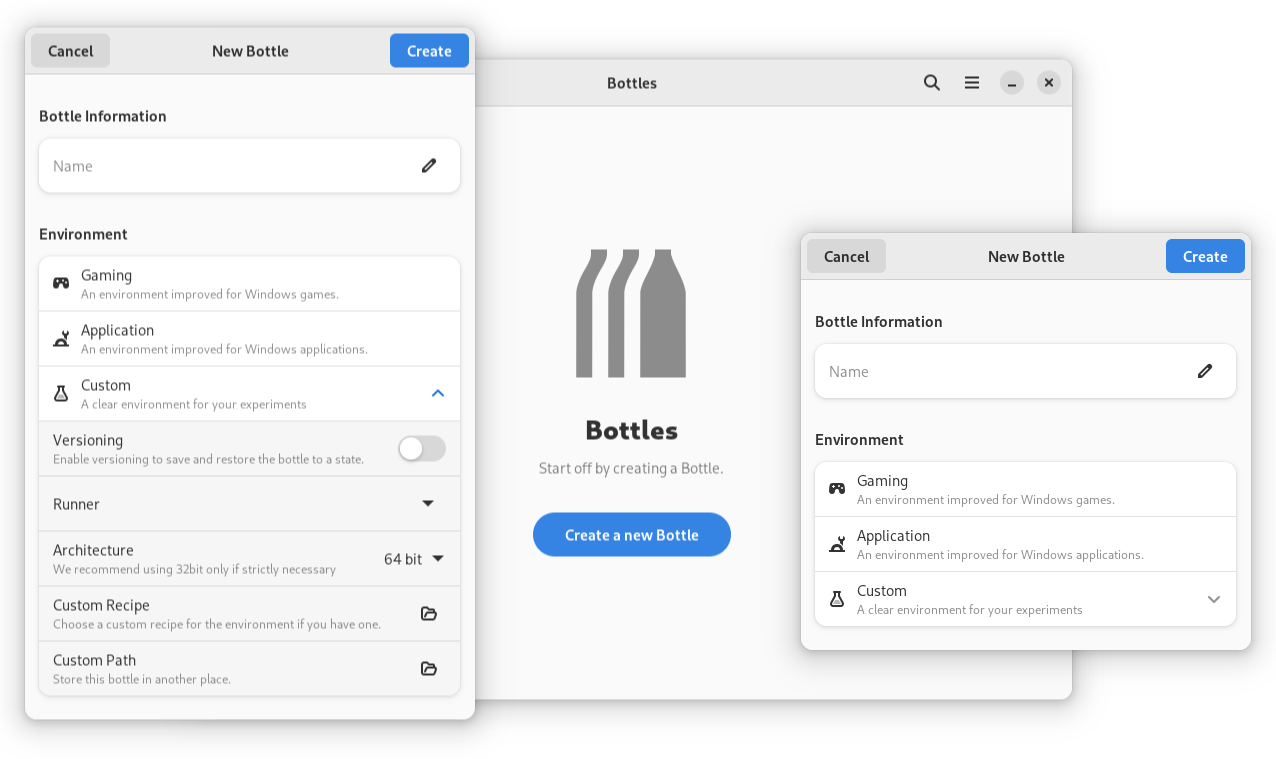 Cancel
New Bottle
Create
Bottle Information
Name
Environment
Gaming
An environment improved for Windows games.
Application
An environment improved for Windows applications.
Custom
A clear environment for your experiments
Versioning
Enable versioning to save and restore the bottle to a state.
Runner
Architecture
We recommend using 32bit only if strictly necessary
64 bit
Custom Recipe
Choose a custom recipe for the environment if you have one.
Custom Path
Store this bottle in another place.
Bottles
Bottles
Start off by creating a Bottle.
Create a new Bottle
Cancel
New Bottle
Create
Bottle Information
Name
Environment
Gaming
An environment improved for Windows games.
Application
An environment improved for Windows applications.
Custom
A clear environment for your experiments